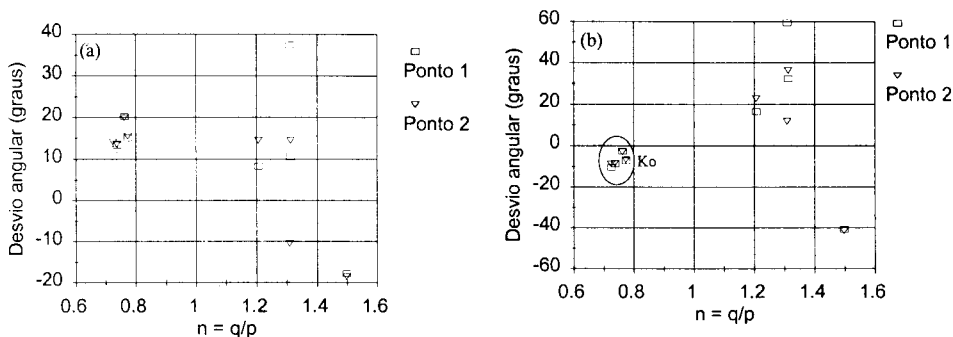 (a)
40
30
20
10
0
-10
-20
0.6 0.8 1 1.2 1.4 1.6
Desvio angular (graus)
n = q/p
Ponto 1
Ponto 2
(b)
60
40
20
0
-20
-40
-60
0.6 0.8 1.0 1.2 1.4 1.6
Desvio angular (graus)
n = q/p
Ko
Ponto 1
Ponto 2